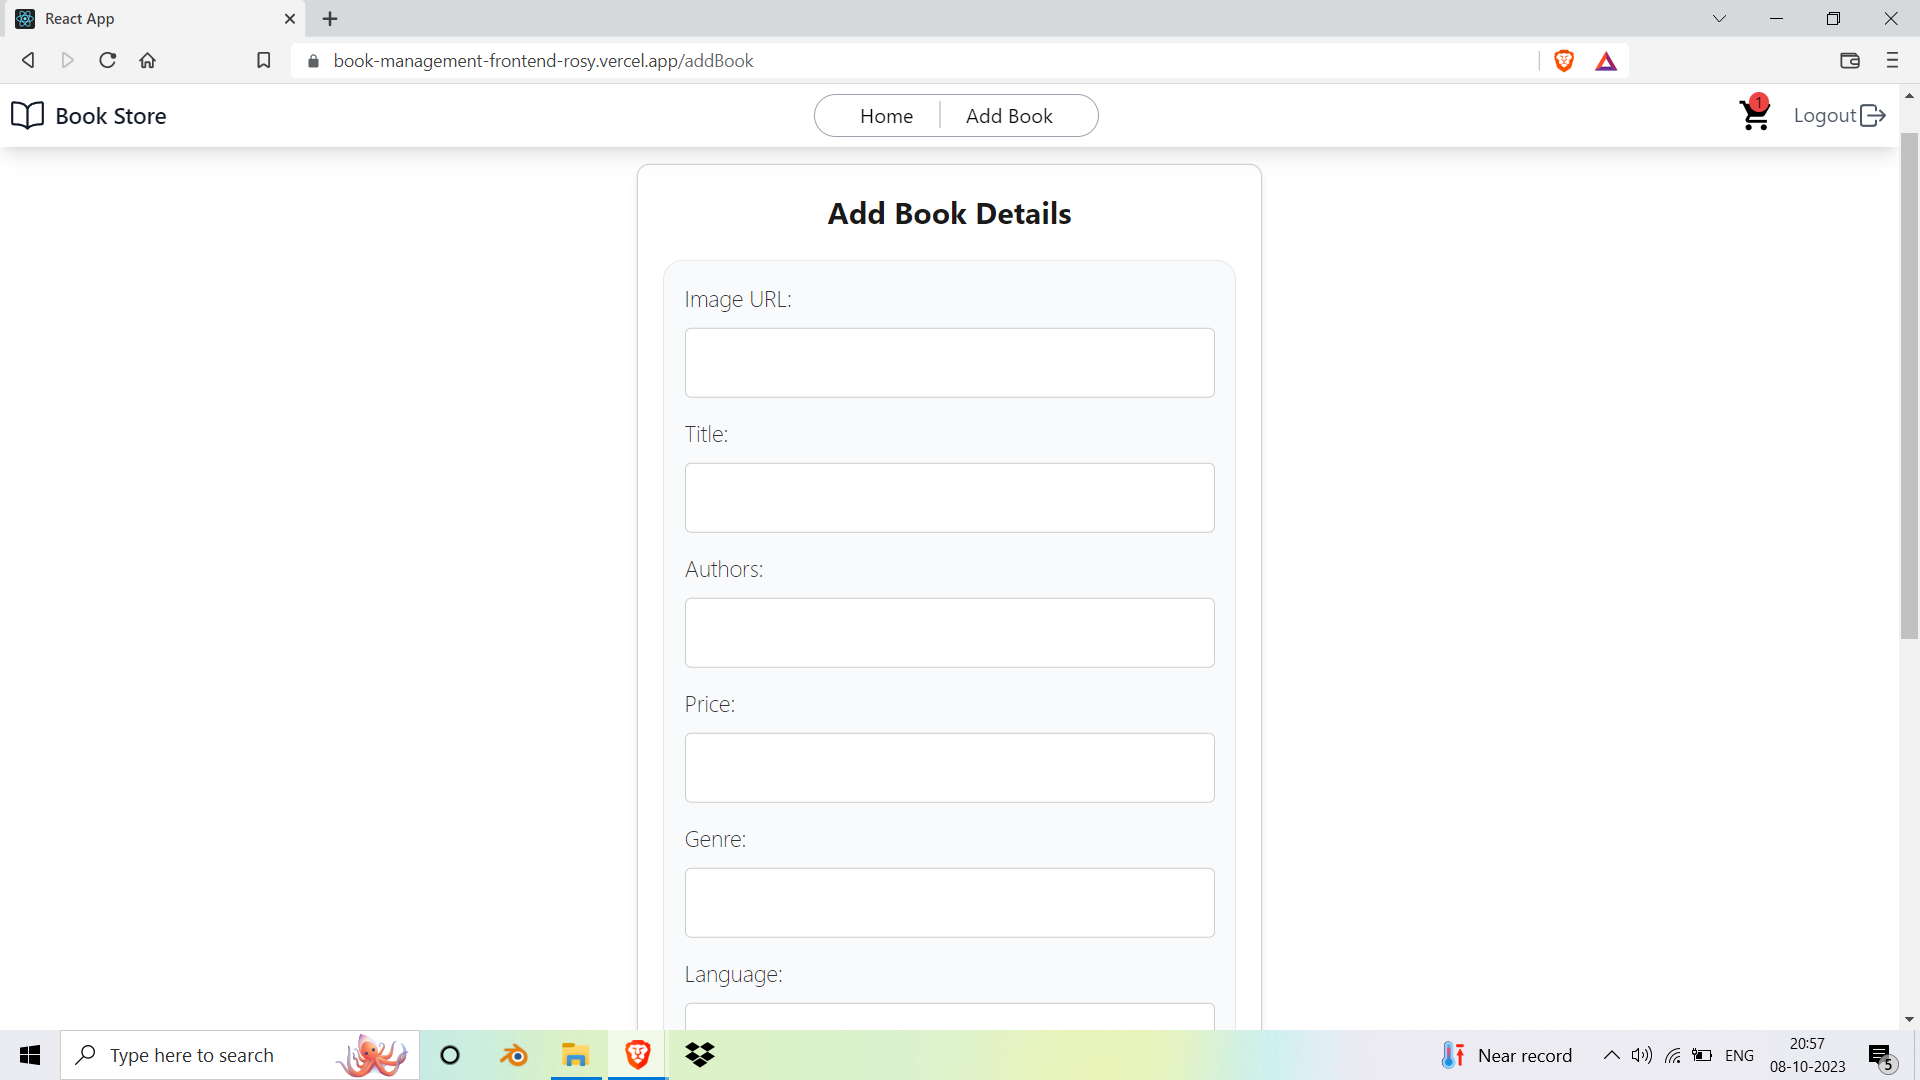 React App
book-management-frontend-rosy.vercel.app/addBook
Book Store
Home
Add Book
1
Logout
Add Book Details
Image URL:
Title:
Authors:
Price:
Genre:
Language:
Type here to search
Near record
ENG
20:57
08-10-2023
5